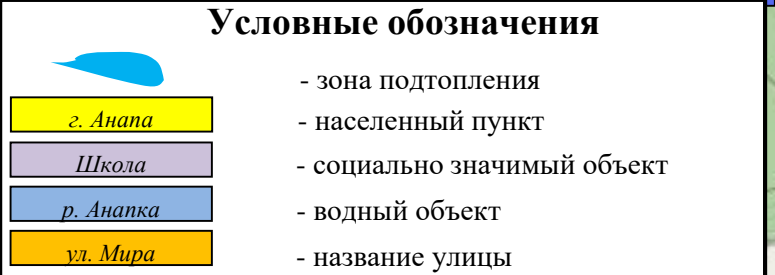 Условные обозначения
- зона подтопления
г. Анапа - населенный пункт
Школа - социально значимый объект
р. Анапка - водный объект
ул. Мира - название улицы